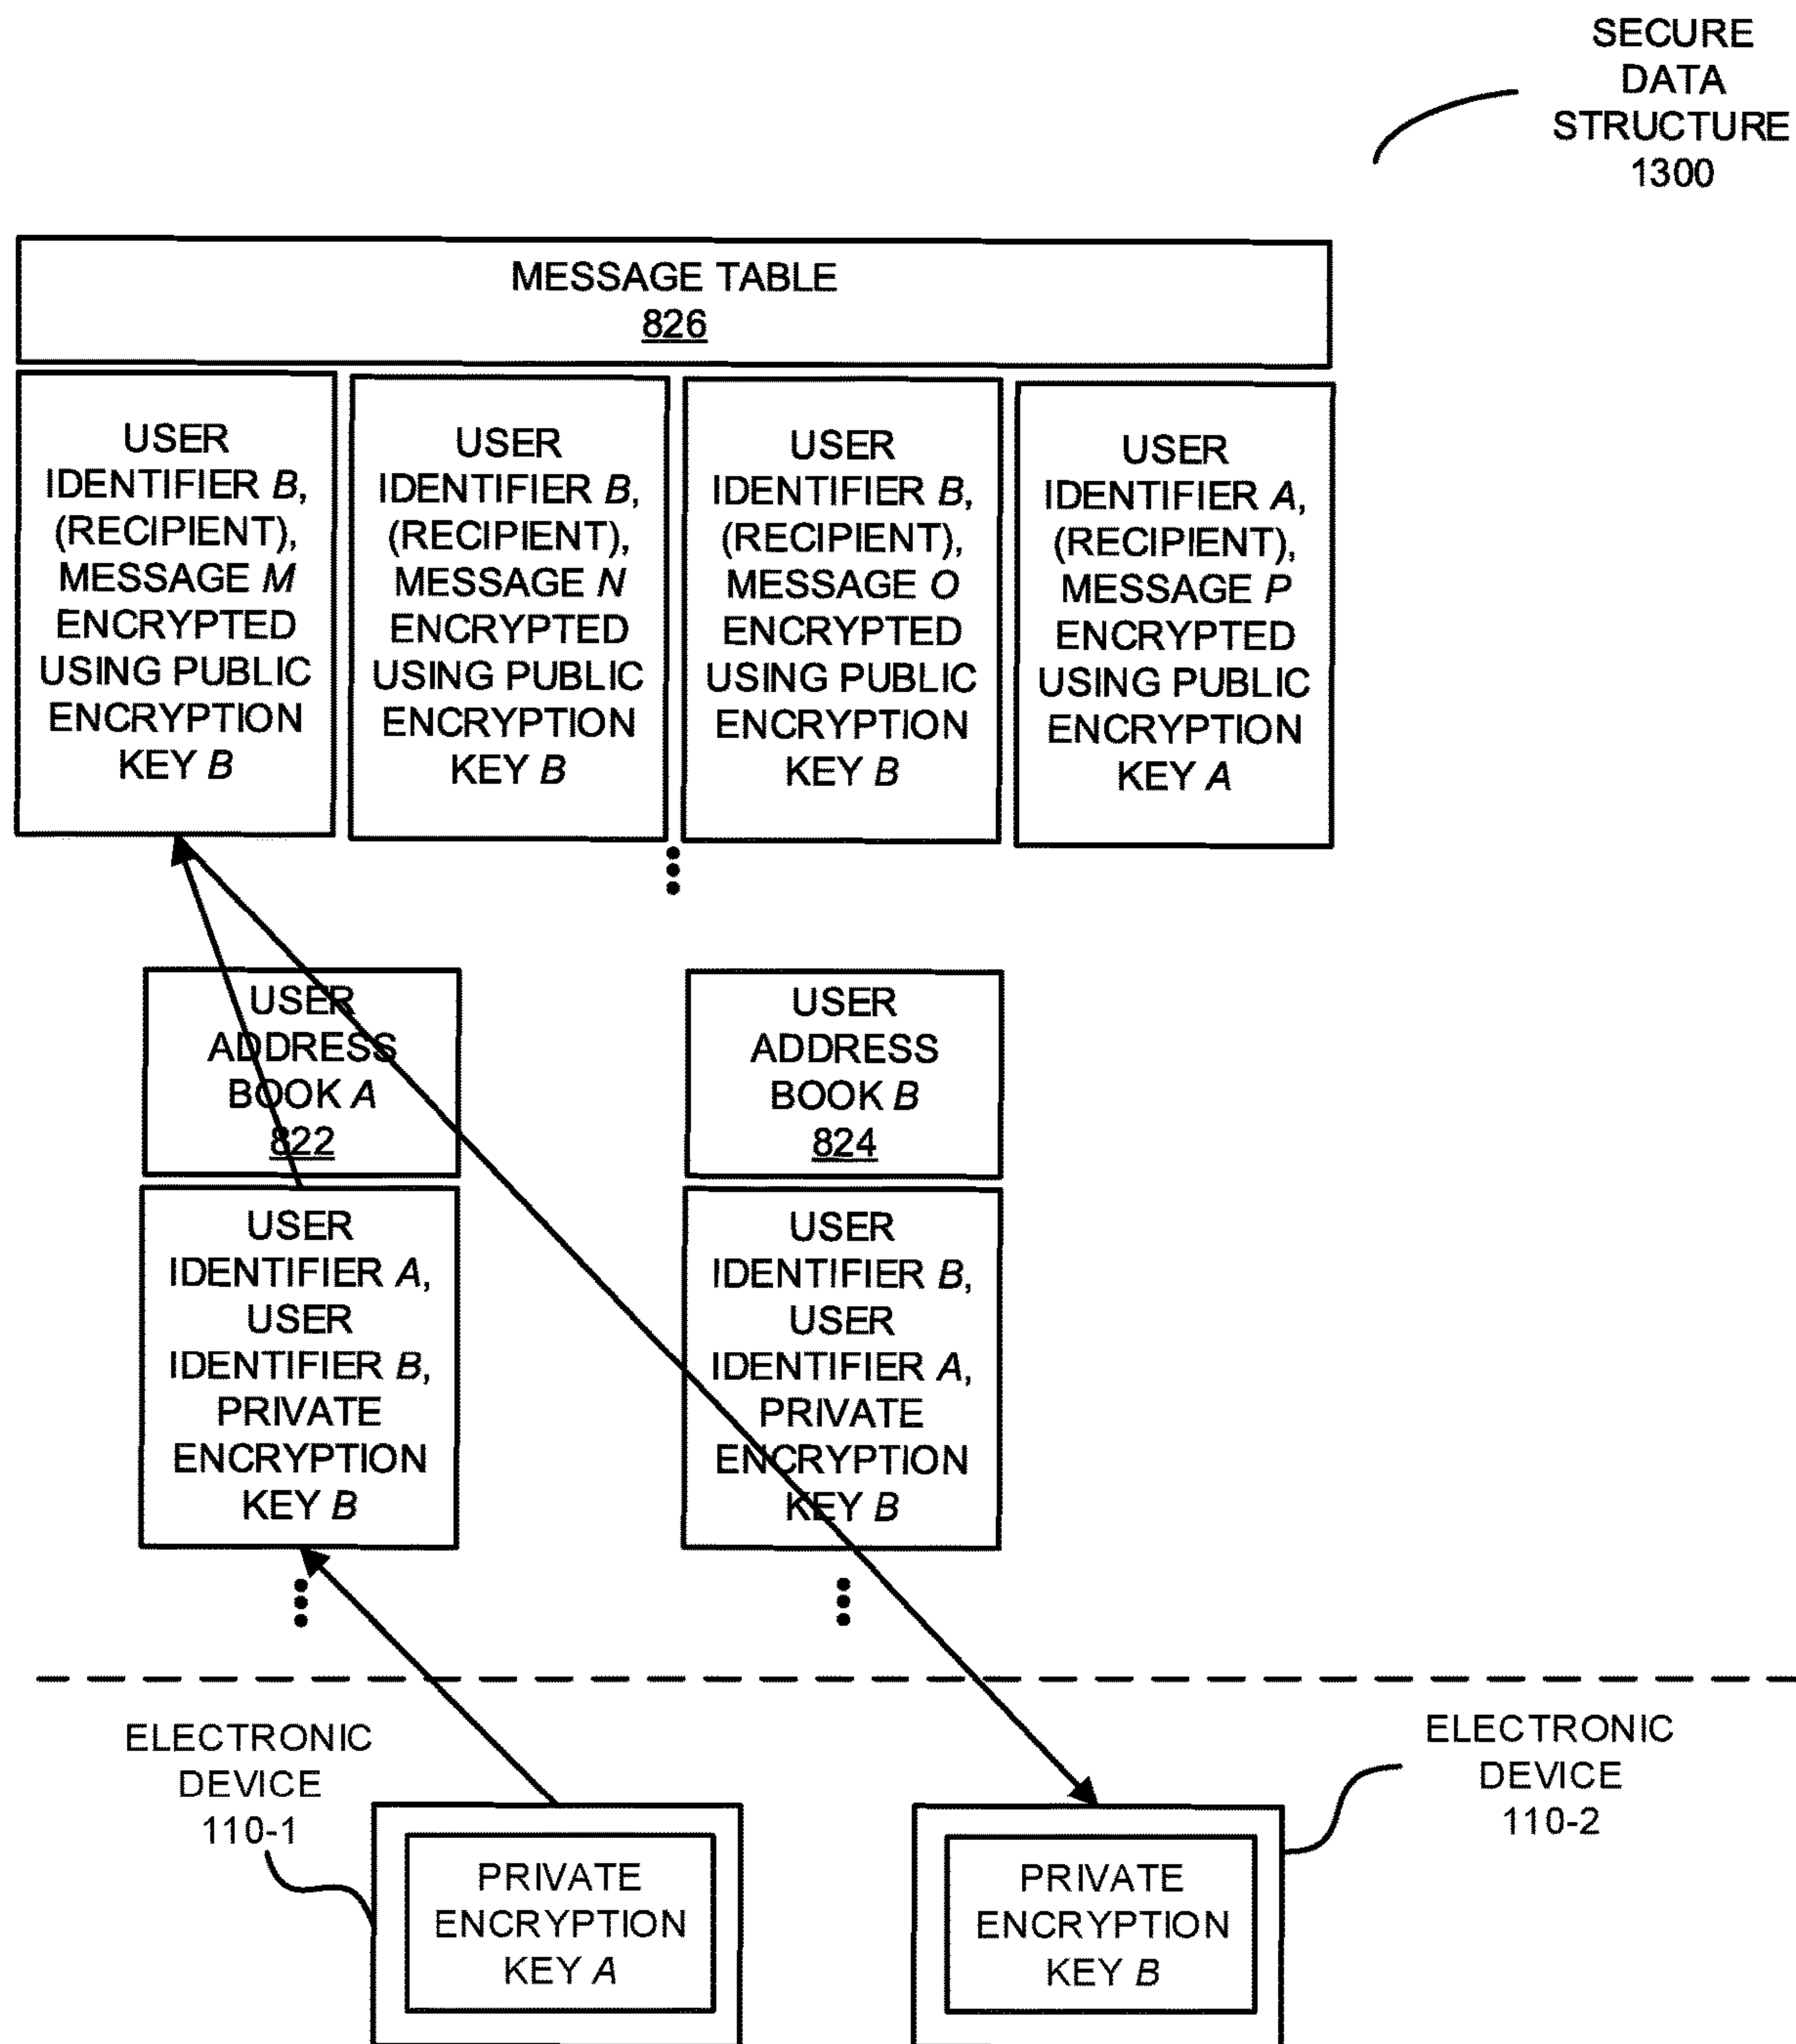 SECURE
DATA
STRUCTURE
1300
MESSAGE TABLE
826
USER
IDENTIFIER B,
(RECIPIENT),
MESSAGE M
ENCRYPTED
USING PUBLIC
ENCRYPTION
KEY B
USER
IDENTIFIER B,
(RECIPIENT),
MESSAGE N
ENCRYPTED
USING PUBLIC
ENCRYPTION
KEY B
USER
IDENTIFIER B,
(RECIPIENT),
MESSAGE O
ENCRYPTED
USING PUBLIC
ENCRYPTION
KEY B
USER
IDENTIFIER A,
(RECIPIENT),
MESSAGE P
ENCRYPTED
USING PUBLIC
ENCRYPTION
KEY A
USER
ADDRESS
BOOK A
822
USER
ADDRESS
BOOK B
824
USER
IDENTIFIER A,
USER
IDENTIFIER B,
PRIVATE
ENCRYPTION
KEY B
USER
IDENTIFIER B,
USER
IDENTIFIER A,
PRIVATE
ENCRYPTION
KEY B
ELECTRONIC
DEVICE
110-1
ELECTRONIC
DEVICE
110-2
PRIVATE
ENCRYPTION
KEY A
PRIVATE
ENCRYPTION
KEY B